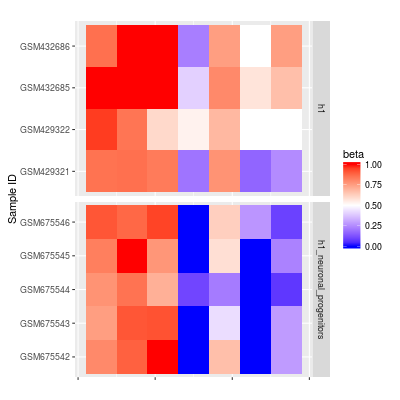 GSM432686
GSM432685
GSM429322
GSM429321
h1
GSM675546
GSM675545
GSM675544
GSM675543
GSM675542
h1_neuronal_progenitors
Sample ID
beta
1.00
0.75
0.50
0.25
0.00